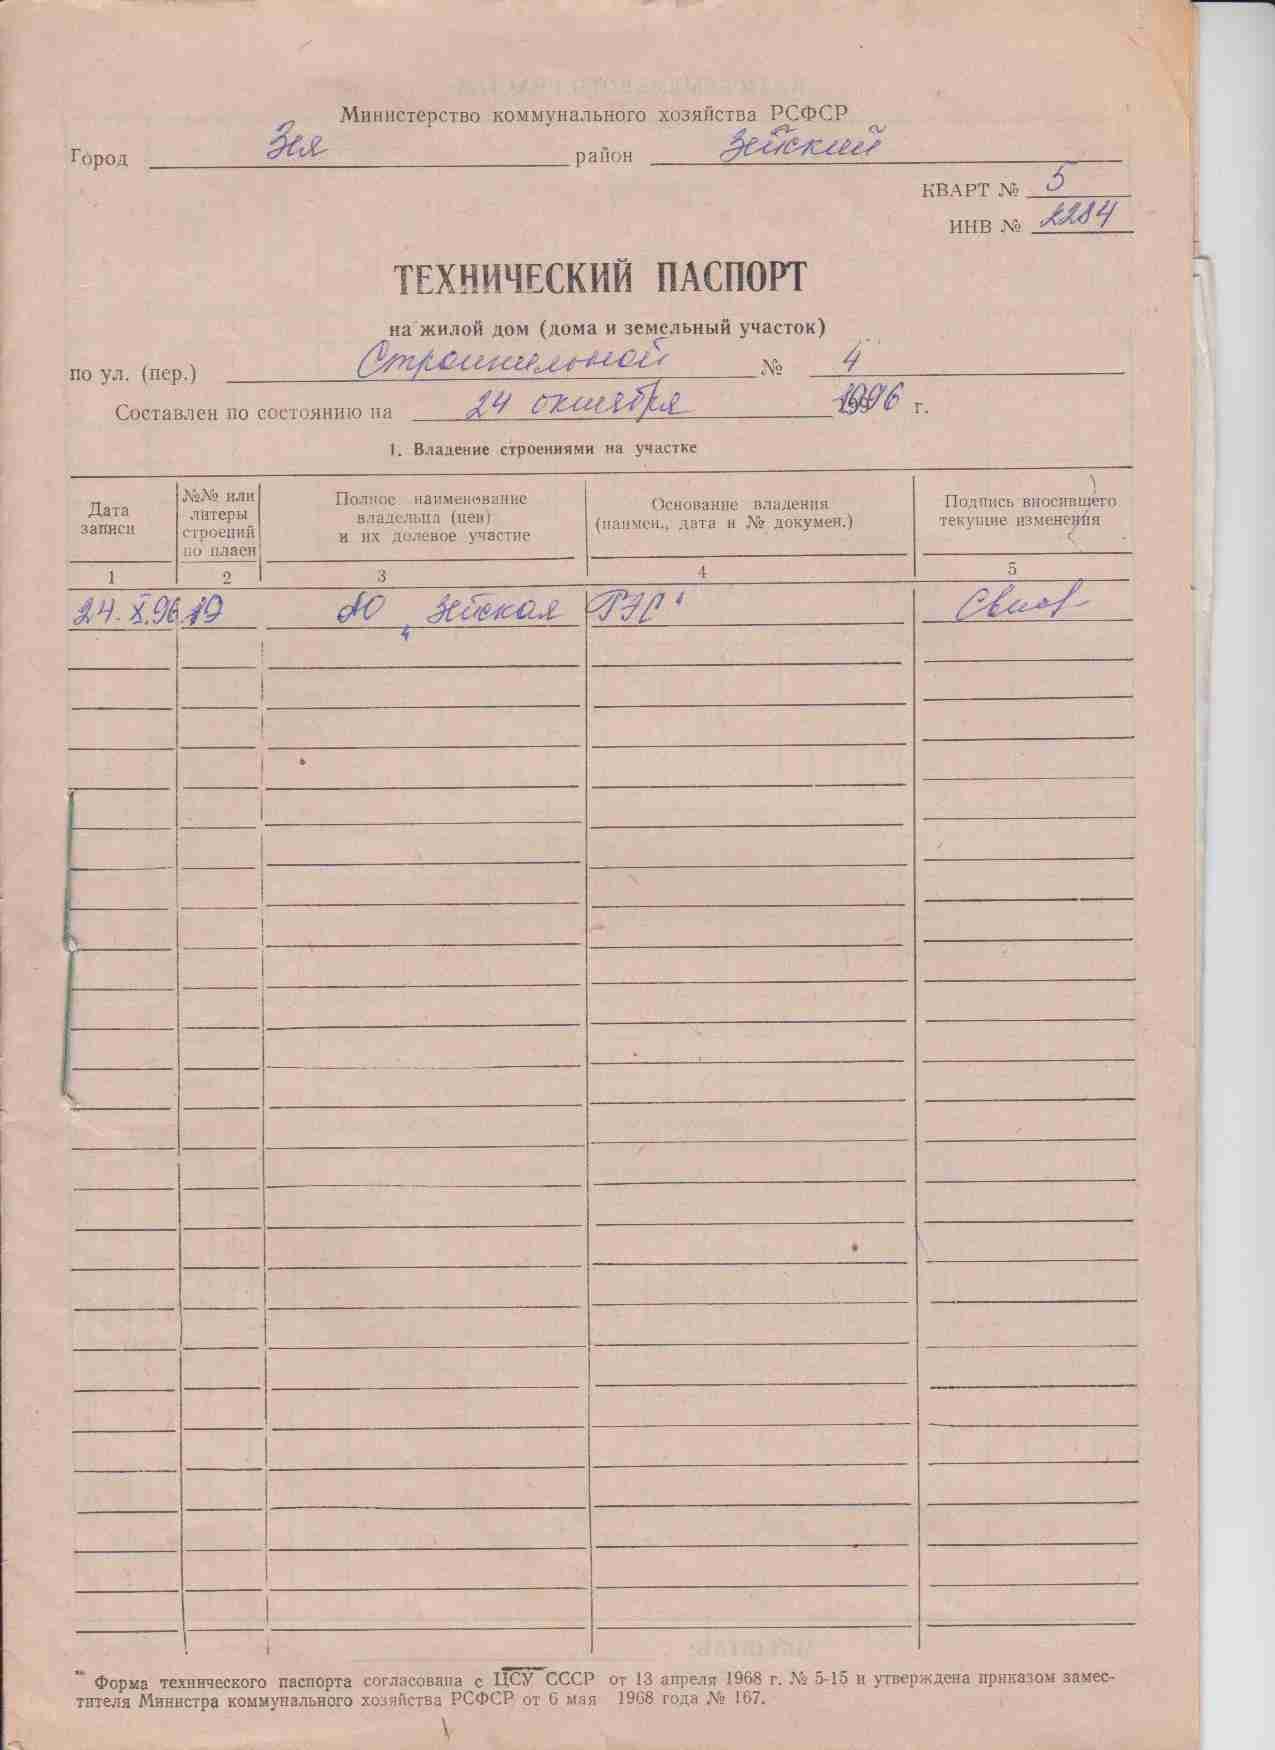 Министерство коммунального хозяйства РСФСР
Город Зея район Зейский
КВАРТ № 5
ИНВ № 2284
ТЕХНИЧЕСКИЙ ПАСПОРТ
на жилой дом (дома и земельный участок)
по ул. (пер.) Строительной № 4
Составлен по состоянию на 24 октября 1996 г.
1. Владение строениями на участке
Дата записи
№№ или литеры строений по плаен
Полное наименование владельца (цев) и их долевое участие
Основание владения (наимен., дата и № докумен.)
Подпись вносившего текущие изменения
1 2 3 4 5
24.X.96 АО „Зейская ГЭС"
* Форма технического паспорта согласована с ЦСУ СССР от 13 апреля 1968 г. № 5-15 и утверждена приказом замес-
тителя Министра коммунального хозяйства РСФСР от 6 мая 1968 года № 167.